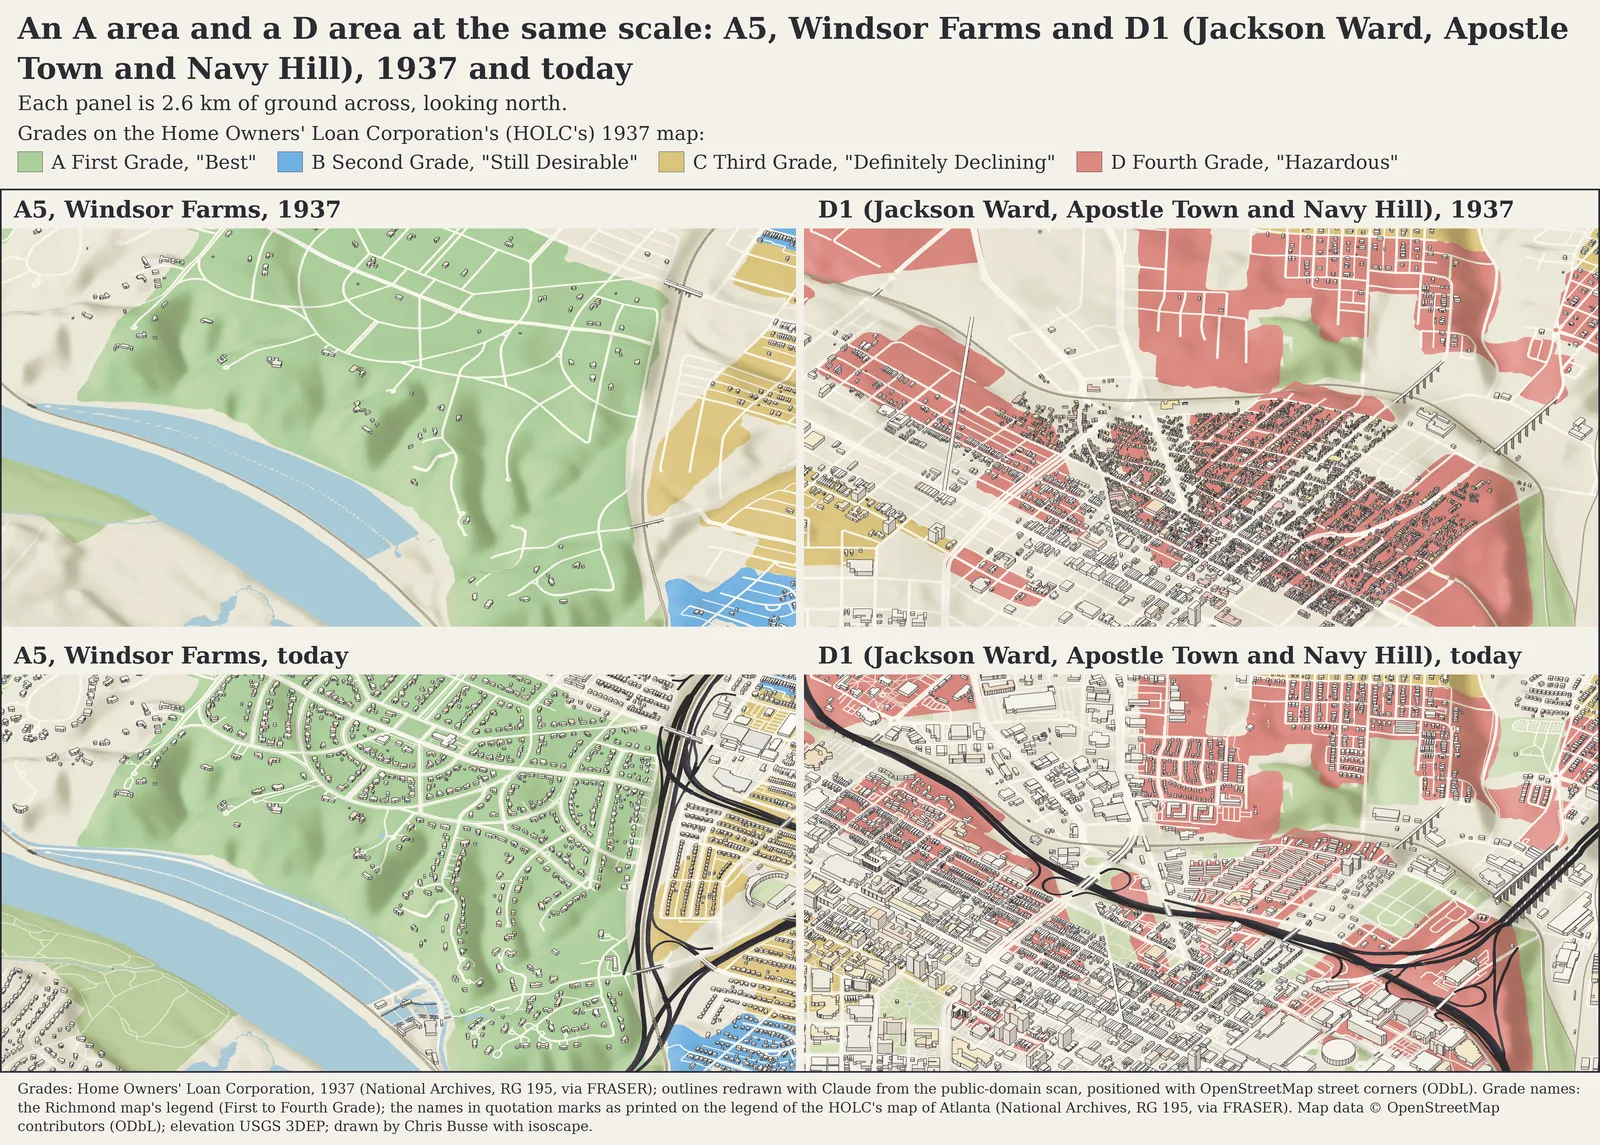 An A area and a D area at the same scale: A5, Windsor Farms and D1 (Jackson Ward, Apostle
Town and Navy Hill), 1937 and today
Each panel is 2.6 km of ground across, looking north.
Grades on the Home Owners' Loan Corporation's (HOLC's) 1937 map:
A First Grade, "Best" B Second Grade, "Still Desirable" C Third Grade, "Definitely Declining" D Fourth Grade, "Hazardous"
A5, Windsor Farms, 1937
D1 (Jackson Ward, Apostle Town and Navy Hill), 1937
A5, Windsor Farms, today
D1 (Jackson Ward, Apostle Town and Navy Hill), today
Grades: Home Owners' Loan Corporation, 1937 (National Archives, RG 195, via FRASER); outlines redrawn with Claude from the public-domain scan, positioned with OpenStreetMap street corners (ODbL). Grade names:
the Richmond map's legend (First to Fourth Grade); the names in quotation marks as printed on the legend of the HOLC's map of Atlanta (National Archives, RG 195, via FRASER). Map data © OpenStreetMap
contributors (ODbL); elevation USGS 3DEP; drawn by Chris Busse with isoscape.